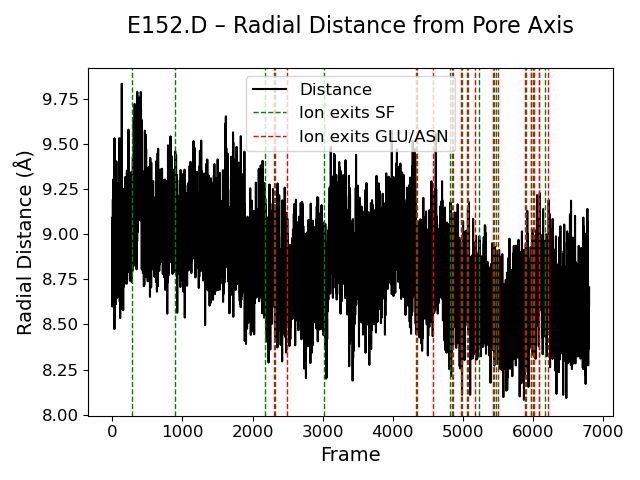 E152.D – Radial Distance from Pore Axis
Distance
Ion exits SF
Ion exits GLU/ASN
Radial Distance (Å)
9.75
9.50
9.25
9.00
8.75
8.50
8.25
8.00
0
1000
2000
3000
4000
5000
6000
7000
Frame